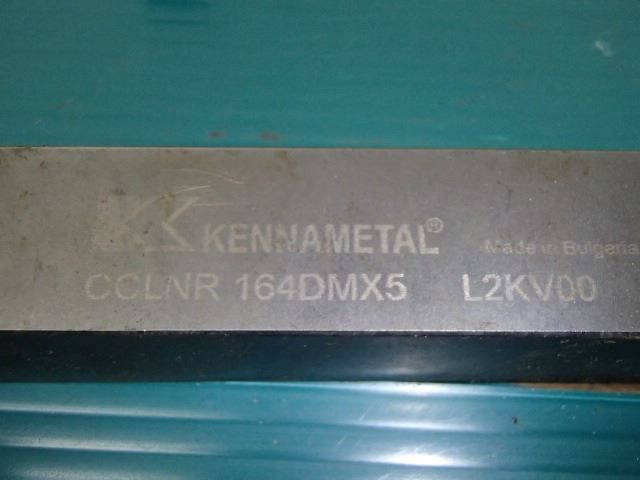 KENNAMETAL® Made in Bulgaria
CCLNR 164DMX5 L2KV00